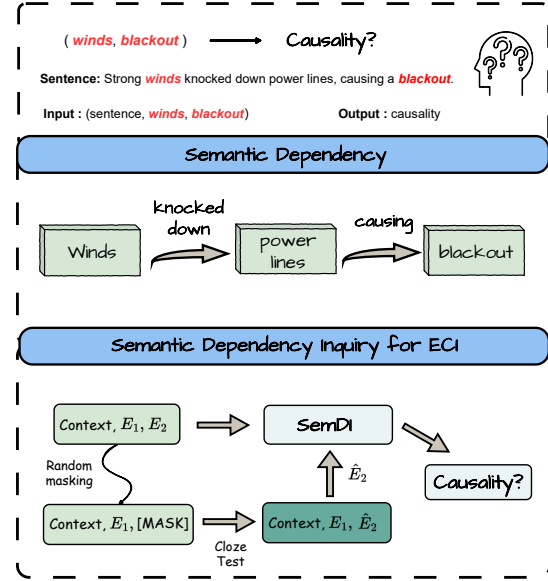 ( winds, blackout ) Causality?
Sentence: Strong winds knocked down power lines, causing a blackout.
Input : (sentence, winds, blackout) Output : causality
Semantic Dependency
knocked
down
causing
Winds
power
lines
blackout
Semantic Dependency Inquiry for ECI
Context, E₁, E₂
SemDI
Random
masking
Ê₂
Causality?
Context, E₁, [MASK]
Context, E₁, Ê₂
Cloze
Test